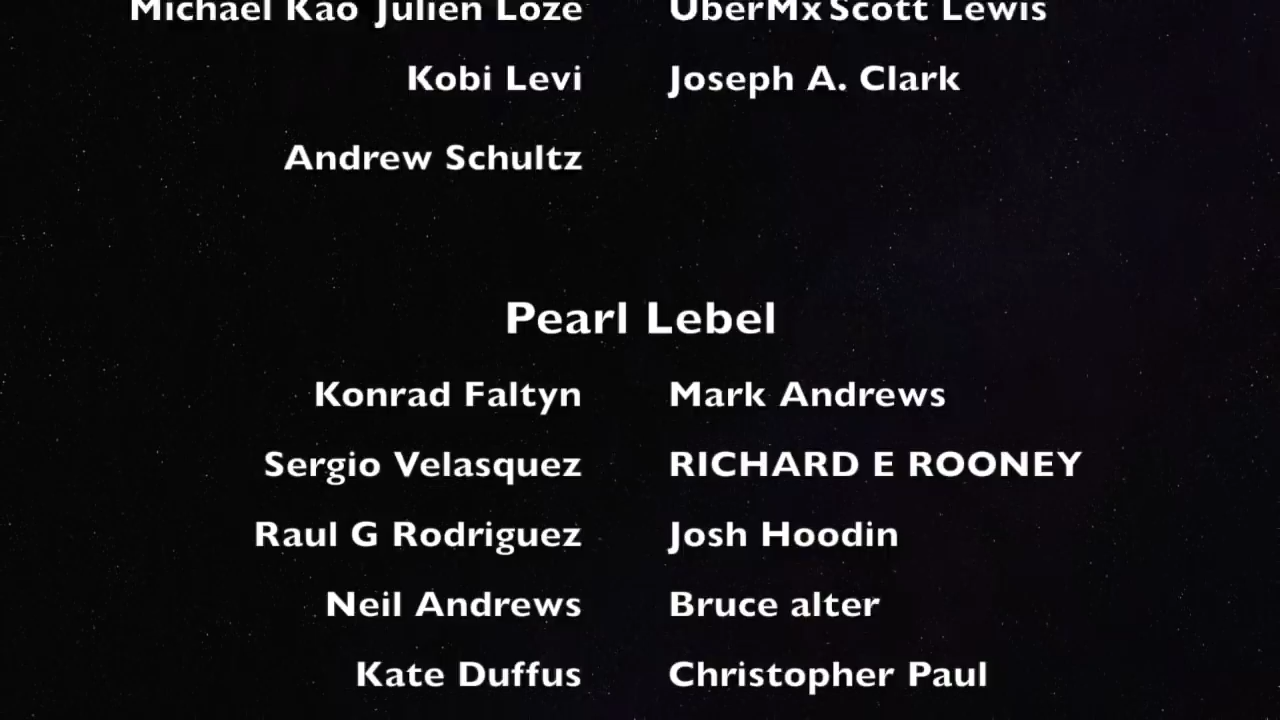 Michael Kao Julien Loze UberMx Scott Lewis
Kobi Levi Joseph A. Clark
Andrew Schultz
Pearl Lebel
Konrad Faltyn Mark Andrews
Sergio Velasquez RICHARD E ROONEY
Raul G Rodriguez Josh Hoodin
Neil Andrews Bruce alter
Kate Duffus Christopher Paul